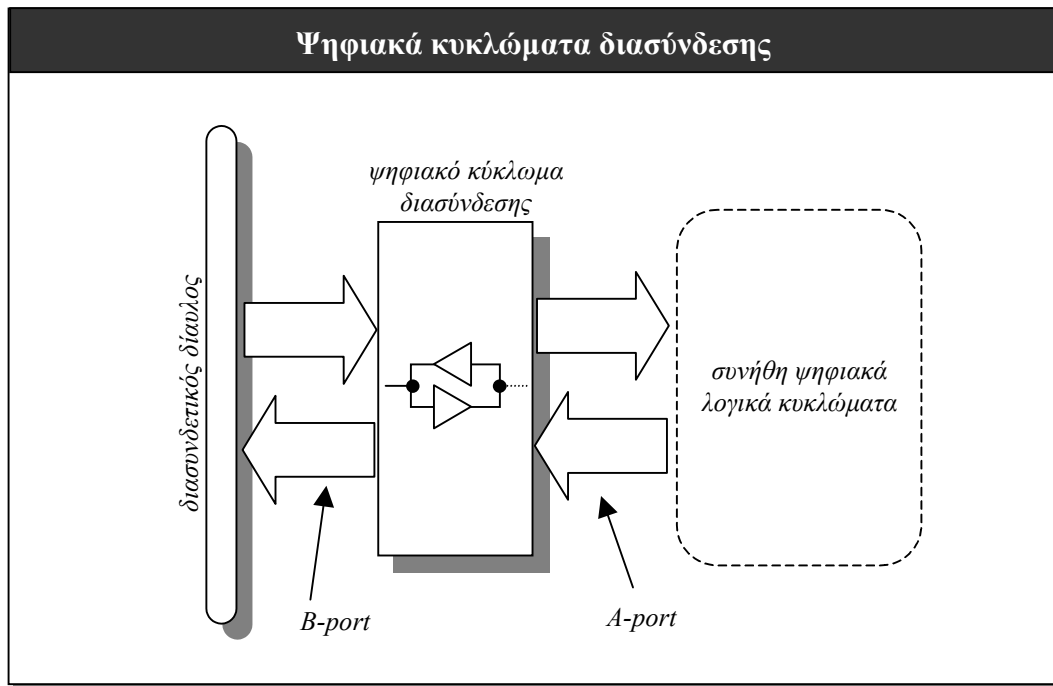 Ψηφιακά κυκλώματα διασύνδεσης
ψηφιακό κύκλωμα
διασύνδεσης
διασυνδετικός δίαυλος
συνήθη ψηφιακά
λογικά κυκλώματα
B-port
A-port